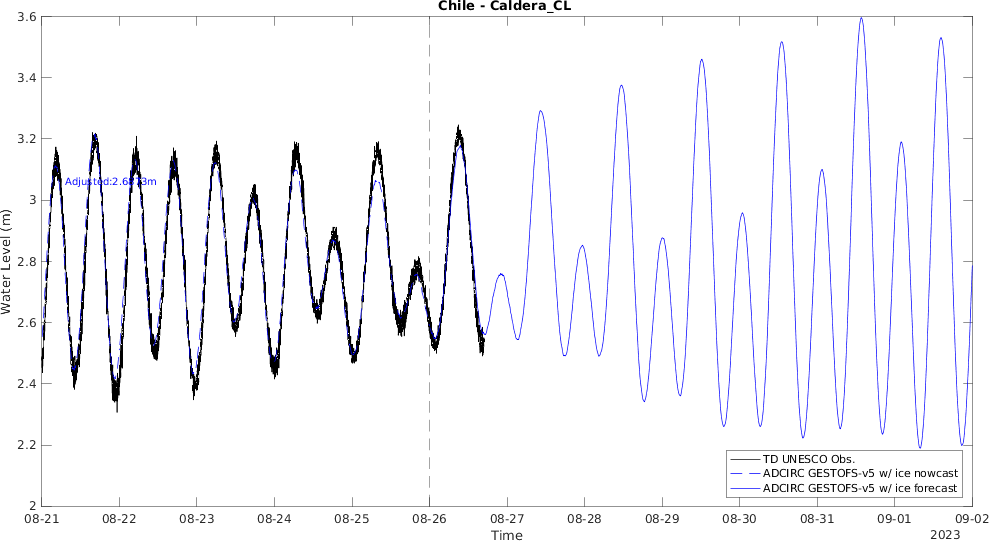 Chile - Caldera_CL
3.6
3.4
3.2
3
2.8
2.6
2.4
2.2
2
Water Level (m)
Adjusted:2.6873m
TD UNESCO Obs.
ADCIRC GESTOFS-v5 w/ ice nowcast
ADCIRC GESTOFS-v5 w/ ice forecast
08-21 08-22 08-23 08-24 08-25 08-26 08-27 08-28 08-29 08-30 08-31 09-01 09-02
Time
2023